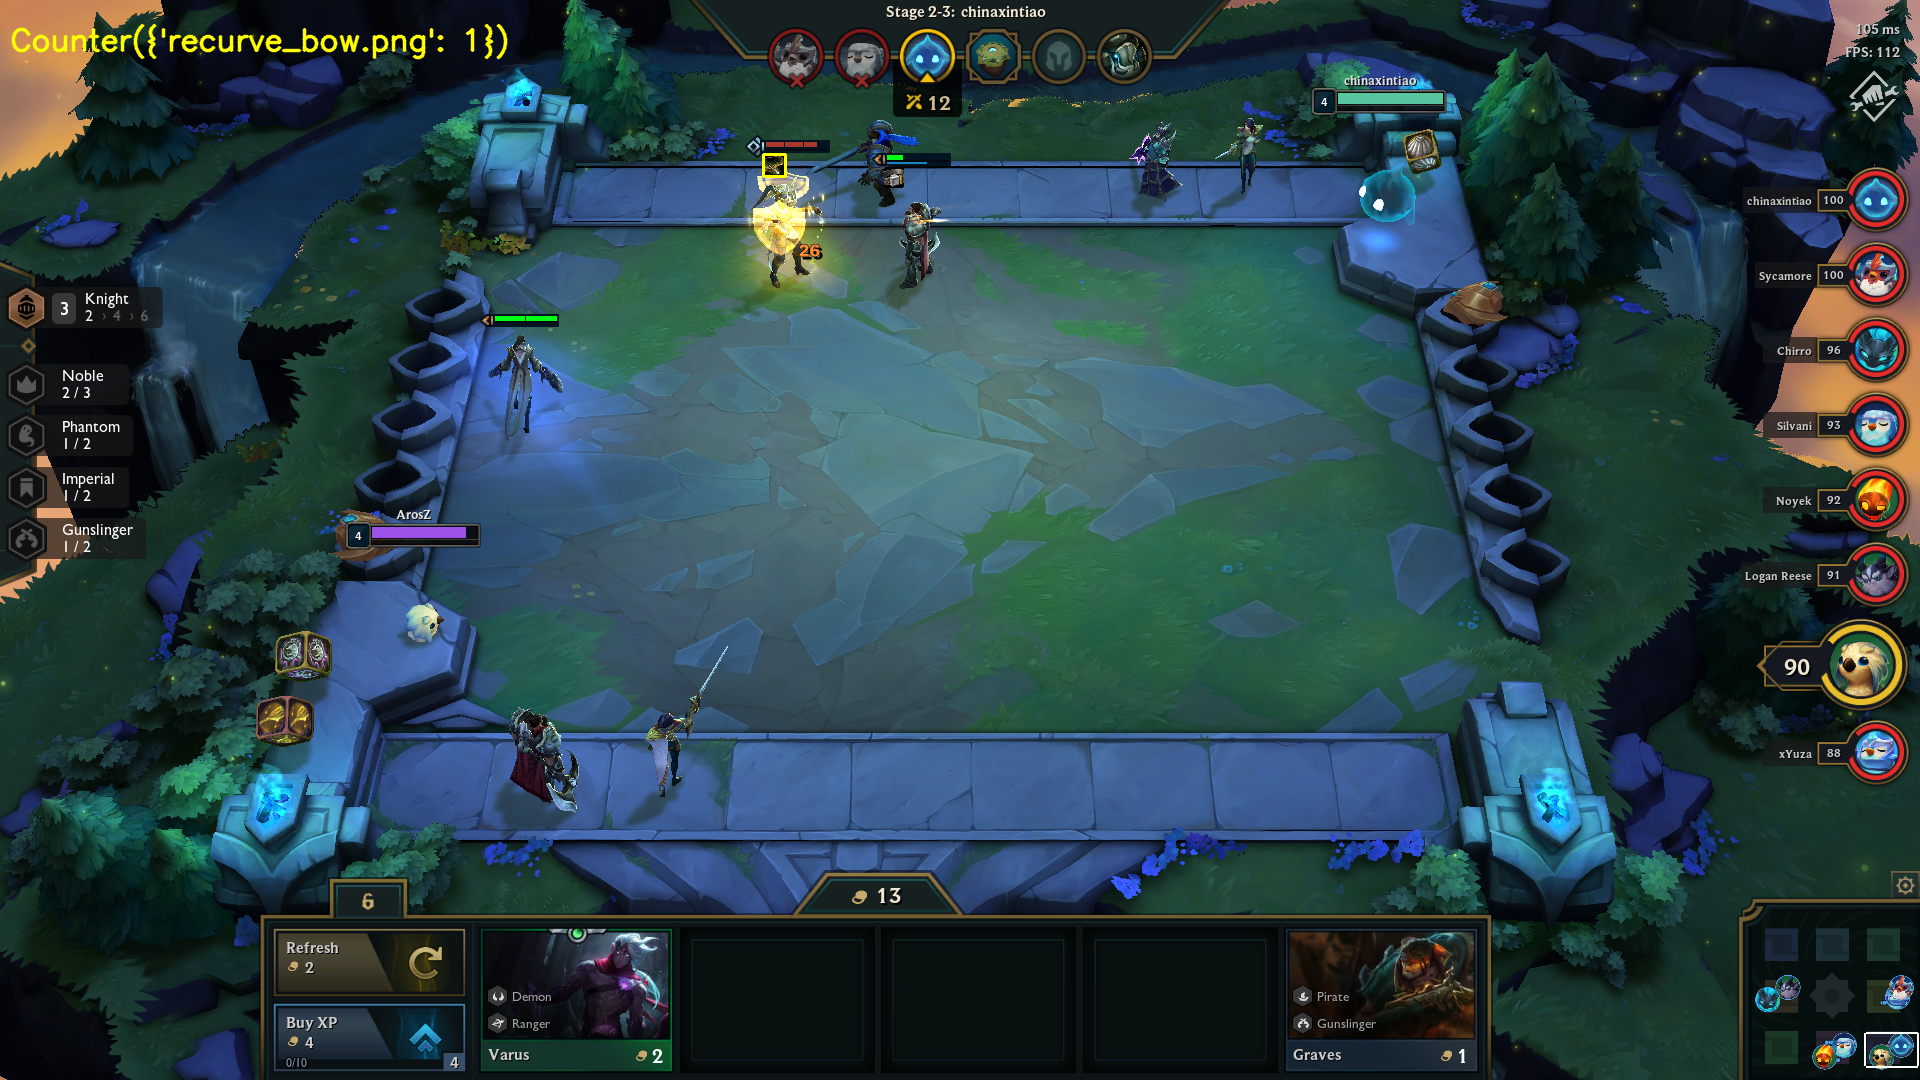 Stage 2-3: chinaxintiao
105 ms
FPS: 112
Counter({'recurve_bow.png': 1})
12
chinaxintiao
4
26
chinaxintiao 100
Sycamore 100
Chirro 96
Silvani 93
Noyek 92
Logan Reese 91
90
xYuza 88
3
Knight
2 › 4 › 6
Noble
2 / 3
Phantom
1 / 2
Imperial
1 / 2
Gunslinger
1 / 2
ArosZ
4
6
13
Refresh
2
Buy XP
4
0/10
4
Demon
Ranger
Varus 2
Pirate
Gunslinger
Graves 1